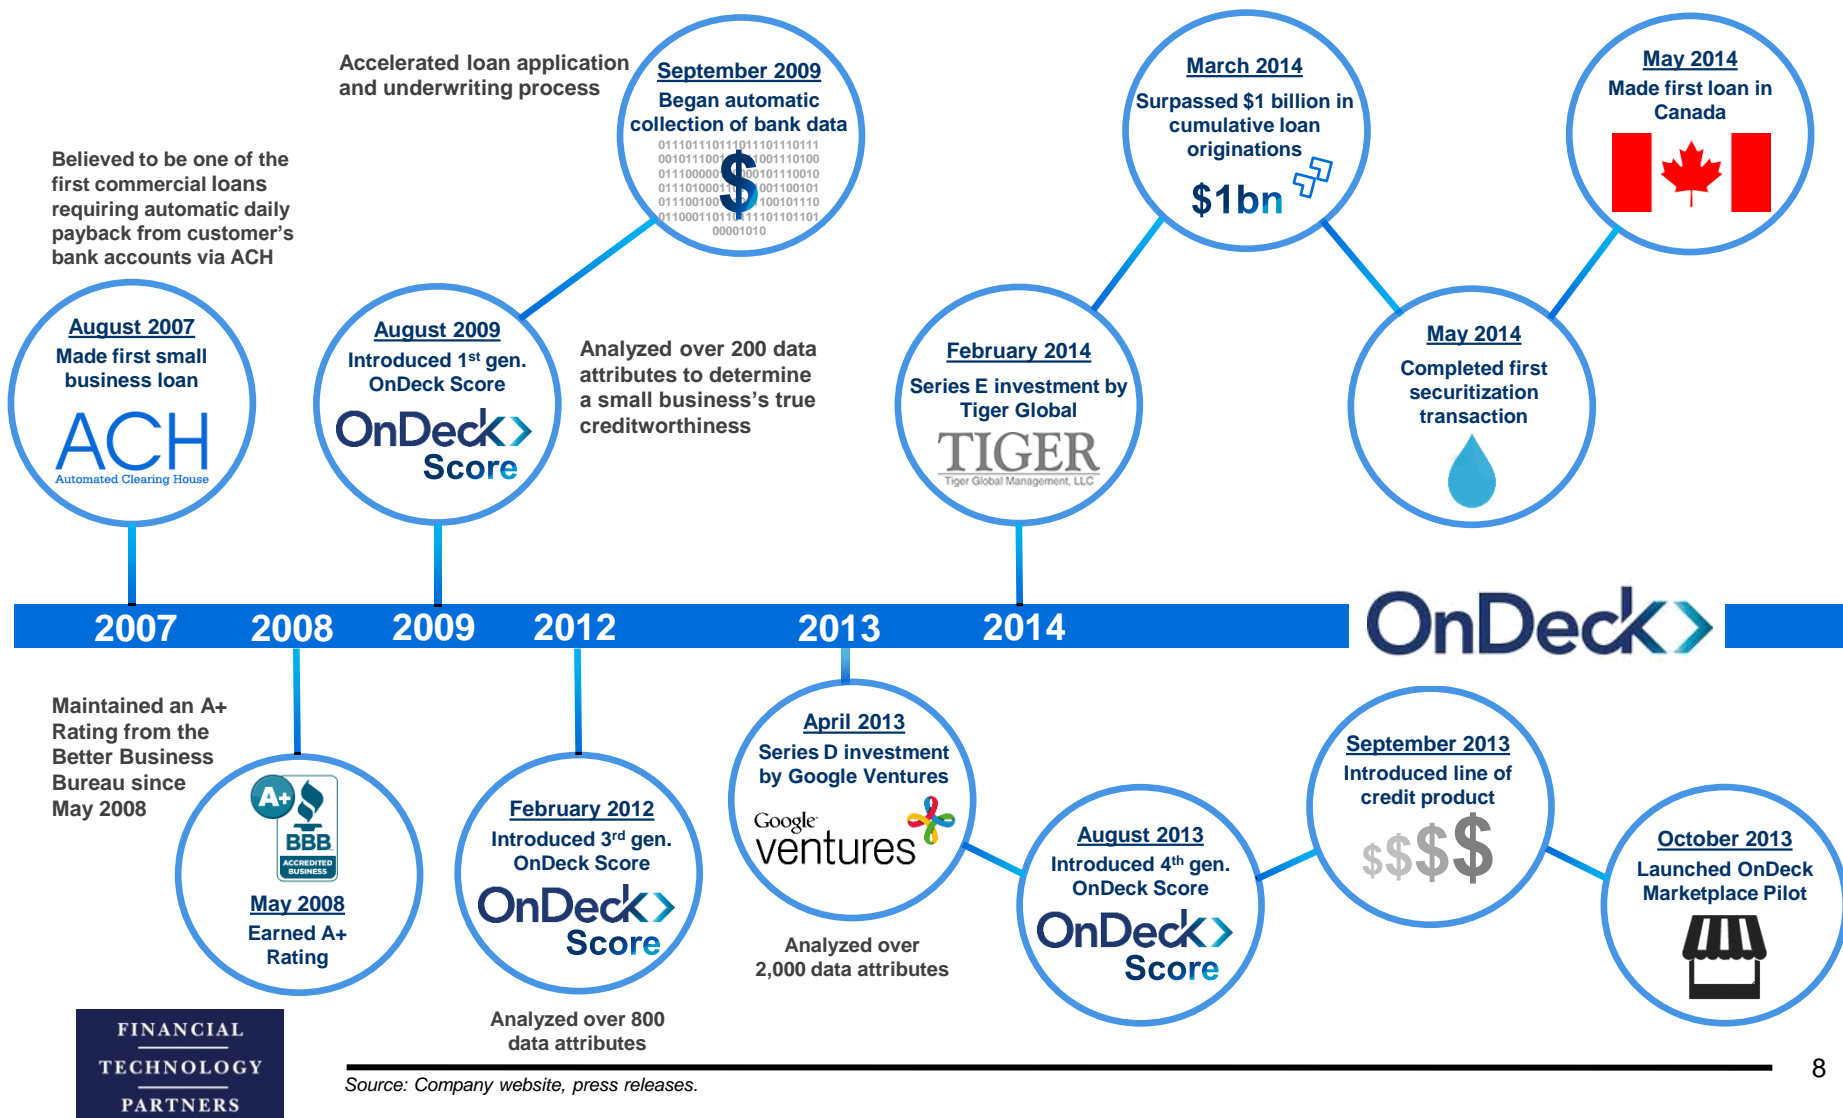 Accelerated loan application
and underwriting process
September 2009
Began automatic
collection of bank data
$
00001010
March 2014
Surpassed $1 billion in
cumulative loan
originations
$1bn
May 2014
Made first loan in
Canada
Believed to be one of the
first commercial loans
requiring automatic daily
payback from customer’s
bank accounts via ACH
August 2007
Made first small
business loan
ACH
Automated Clearing House
August 2009
Introduced 1st gen.
OnDeck Score
OnDeck
Score
Analyzed over 200 data
attributes to determine
a small business’s true
creditworthiness
February 2014
Series E investment by
Tiger Global
TIGER
Tiger Global Management, LLC
May 2014
Completed first
securitization
transaction
2007 2008 2009 2012 2013 2014
OnDeck
Maintained an A+
Rating from the
Better Business
Bureau since
May 2008
A+
BBB
ACCREDITED
BUSINESS
May 2008
Earned A+
Rating
February 2012
Introduced 3rd gen.
OnDeck Score
OnDeck
Score
Analyzed over 800
data attributes
April 2013
Series D investment
by Google Ventures
Google
ventures
Analyzed over
2,000 data attributes
August 2013
Introduced 4th gen.
OnDeck Score
OnDeck
Score
September 2013
Introduced line of
credit product
$$$$
October 2013
Launched OnDeck
Marketplace Pilot
FINANCIAL
TECHNOLOGY
PARTNERS
Source: Company website, press releases.
8